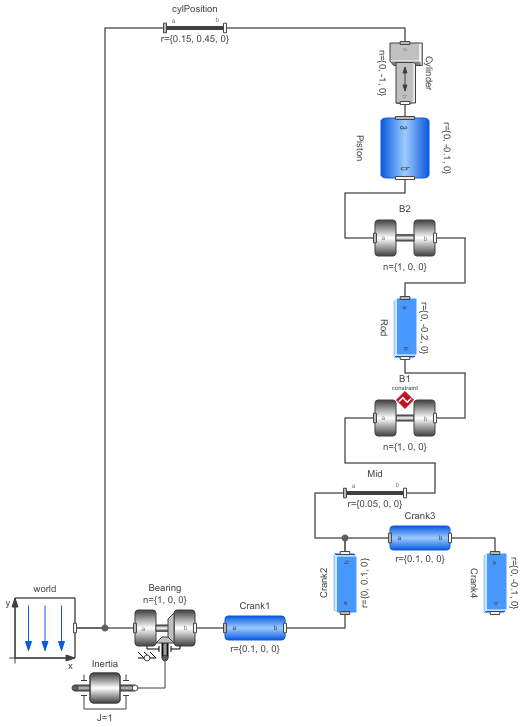 cylPosition
a b
r={0.15, 0.45, 0}
n={0, -1, 0}
a
b
Cylinder
Piston
a
b
r={0, -0.1, 0}
B2
a b
n={1, 0, 0}
Rod
a
b
r={0, -0.2, 0}
B1
constraint
a b
n={1, 0, 0}
Mid
a b
r={0.05, 0, 0}
Crank3
a b
r={0.1, 0, 0}
Crank2
b
a
r={0, 0.1, 0}
Crank4
a
b
r={0, -0.1, 0}
world
y
x
Bearing
n={1, 0, 0}
a b
Crank1
a b
r={0.1, 0, 0}
Inertia
J=1